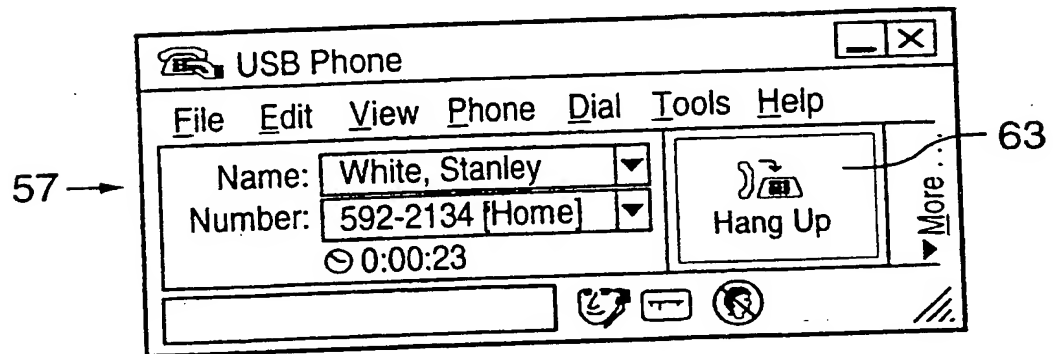 USB Phone
File Edit View Phone Dial Tools Help
57
Name: White, Stanley
Number: 592-2134 [Home]
0:00:23
Hang Up
More...
63